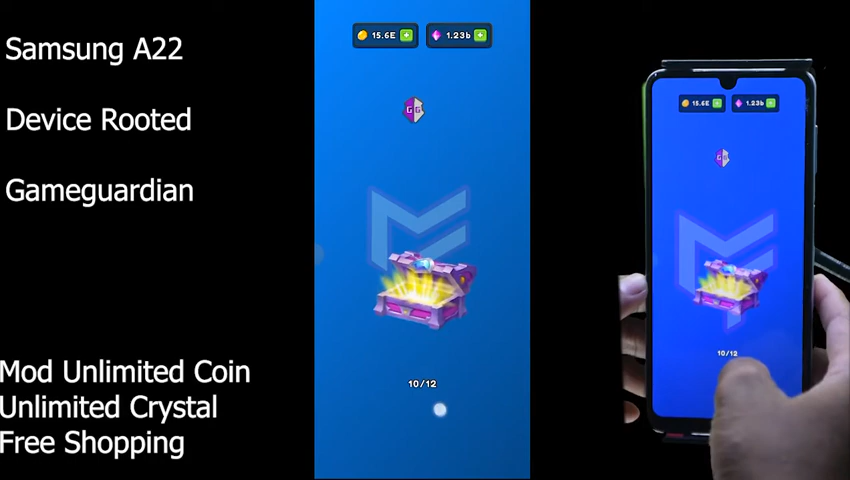 Samsung A22
Device Rooted
Gameguardian
Mod Unlimited Coin
Unlimited Crystal
Free Shopping
15.6E
1.23b
G G
10/12
15.6E
1.23b
10/12